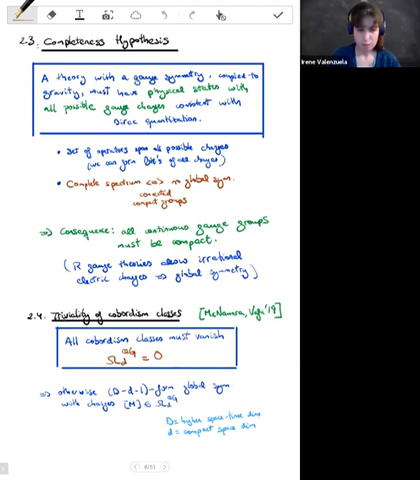 2.3. Completeness Hypothesis
A theory with a gauge symmetry, coupled to
gravity, must have physical states with
all possible gauge charges consistent with
Dirac quantization.
• Set of operators span all possible charges
(we can form BH's of all charges)
• Complete spectrum <=> no global sym.
connected
compact groups
=> Consequence: all continuous gauge groups
must be compact.
(R gauge theories allow irrational
electric charges => global symmetry)
2.4. Triviality of cobordism classes [McNamara, Vafa '19]
All cobordism classes must vanish
Ω_d^QG = 0
=> otherwise (D-d-1)-form global sym
with charges [M] ∈ Ω_d^QG
D = higher space-time dim
d = compact space dim
8/51
Irene Valenzuela